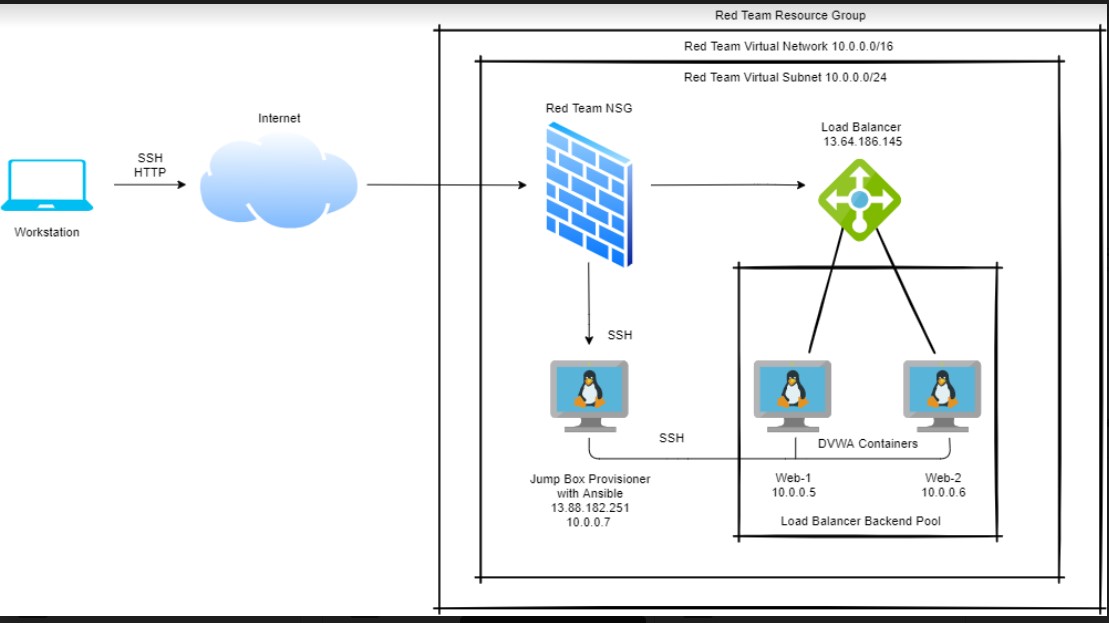 Red Team Resource Group
Red Team Virtual Network 10.0.0.0/16
Red Team Virtual Subnet 10.0.0.0/24
Red Team NSG
Internet
Load Balancer
13.64.186.145
SSH
HTTP
Workstation
SSH
SSH
DVWA Containers
Jump Box Provisioner
with Ansible
13.88.182.251
10.0.0.7
Web-1
10.0.0.5
Web-2
10.0.0.6
Load Balancer Backend Pool